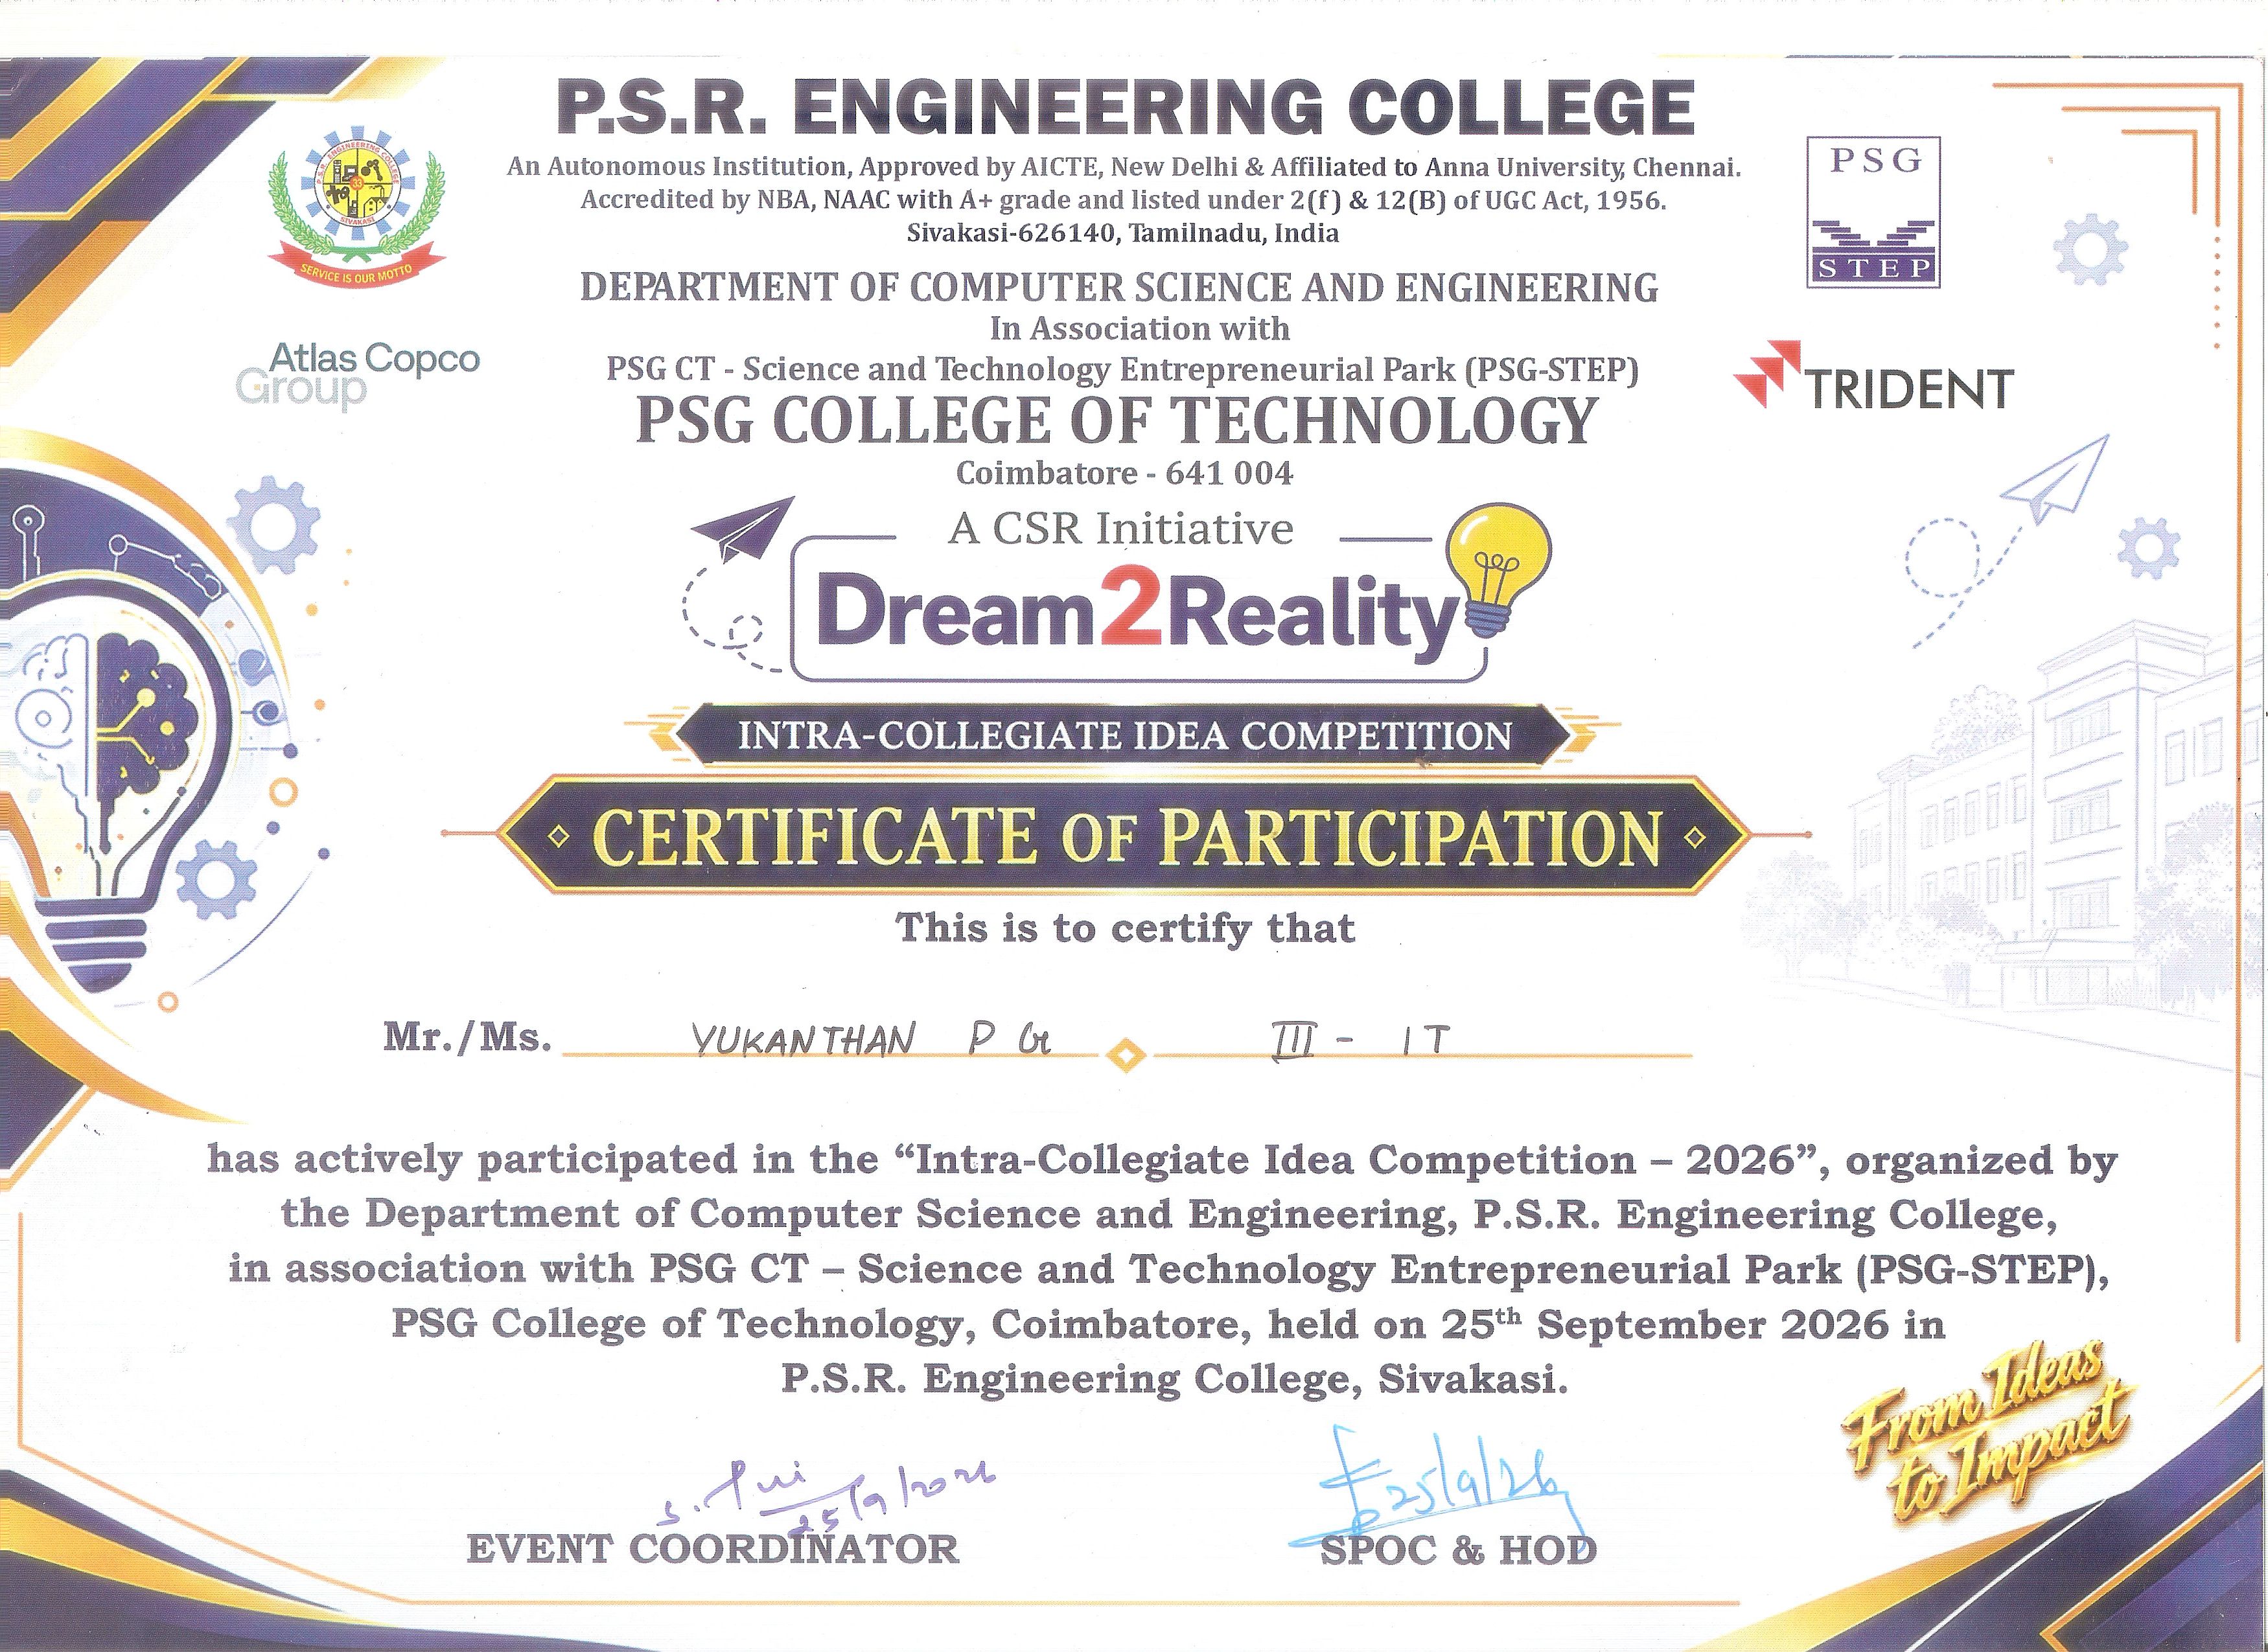 P.S.R. ENGINEERING COLLEGE
An Autonomous Institution, Approved by AICTE, New Delhi & Affiliated to Anna University, Chennai.
Accredited by NBA, NAAC with A+ grade and listed under 2(f) & 12(B) of UGC Act, 1956.
Sivakasi-626140, Tamilnadu, India
P.S.R. ENGINEERING COLLEGE
33
SIVAKASI
SERVICE IS OUR MOTTO
PSG
STEP
DEPARTMENT OF COMPUTER SCIENCE AND ENGINEERING
In Association with
PSG CT - Science and Technology Entrepreneurial Park (PSG-STEP)
Atlas Copco
Group
TRIDENT
PSG COLLEGE OF TECHNOLOGY
Coimbatore - 641 004
A CSR Initiative
Dream2Reality
INTRA-COLLEGIATE IDEA COMPETITION
CERTIFICATE OF PARTICIPATION
This is to certify that
Mr./Ms. YUKANTHAN P G III - IT
has actively participated in the “Intra-Collegiate Idea Competition – 2026”, organized by
the Department of Computer Science and Engineering, P.S.R. Engineering College,
in association with PSG CT – Science and Technology Entrepreneurial Park (PSG-STEP),
PSG College of Technology, Coimbatore, held on 25th September 2026 in
P.S.R. Engineering College, Sivakasi.
From Ideas
to Impact
25/9/2026
25/9/26
EVENT COORDINATOR
SPOC & HOD